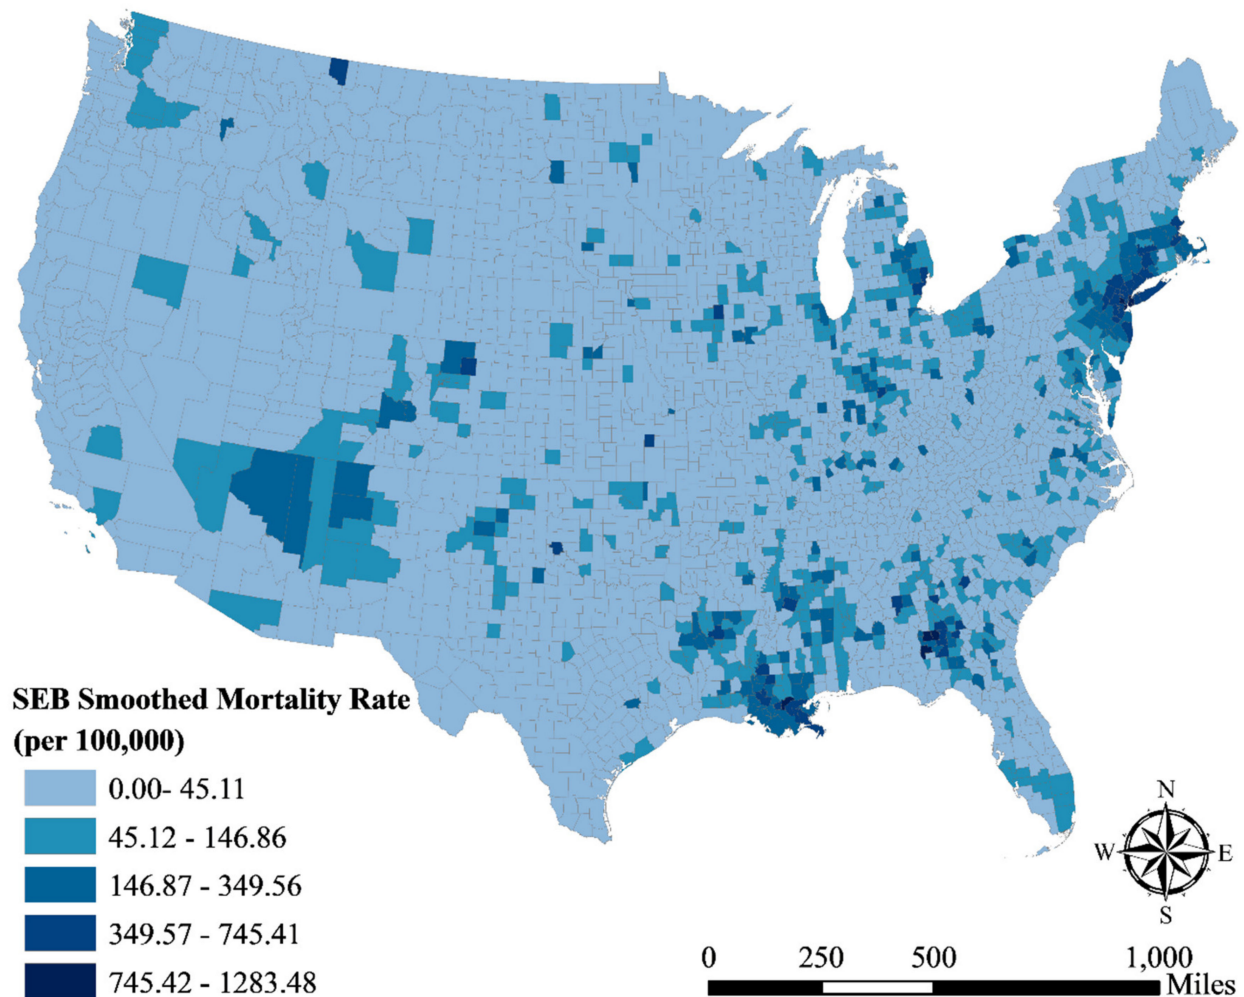 SEB Smoothed Mortality Rate
(per 100,000)
0.00- 45.11
45.12 - 146.86
146.87 - 349.56
349.57 - 745.41
745.42 - 1283.48
N
W E
S
0 250 500 1,000
Miles